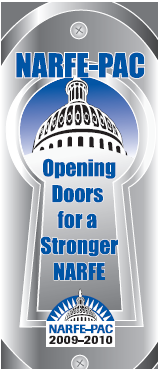 NARFE-PAC
Opening
Doors
for a
Stronger
NARFE
NARFE-PAC
2009–2010